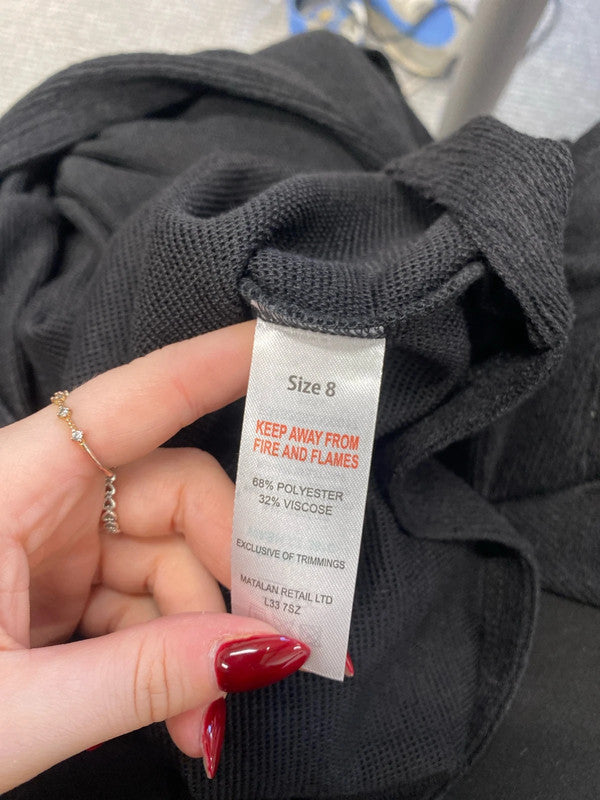 Size 8
KEEP AWAY FROM
FIRE AND FLAMES
68% POLYESTER
32% VISCOSE
EXCLUSIVE OF TRIMMINGS
MATALAN RETAIL LTD
L33 7SZ